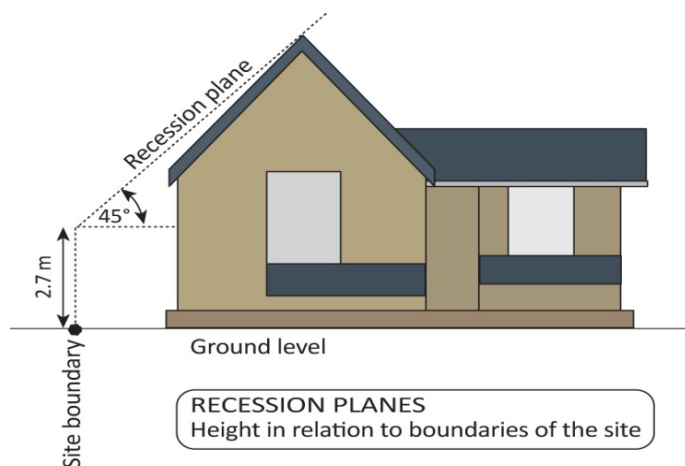 Recession plane
45°
2.7 m
Site boundary
Ground level
RECESSION PLANES
Height in relation to boundaries of the site